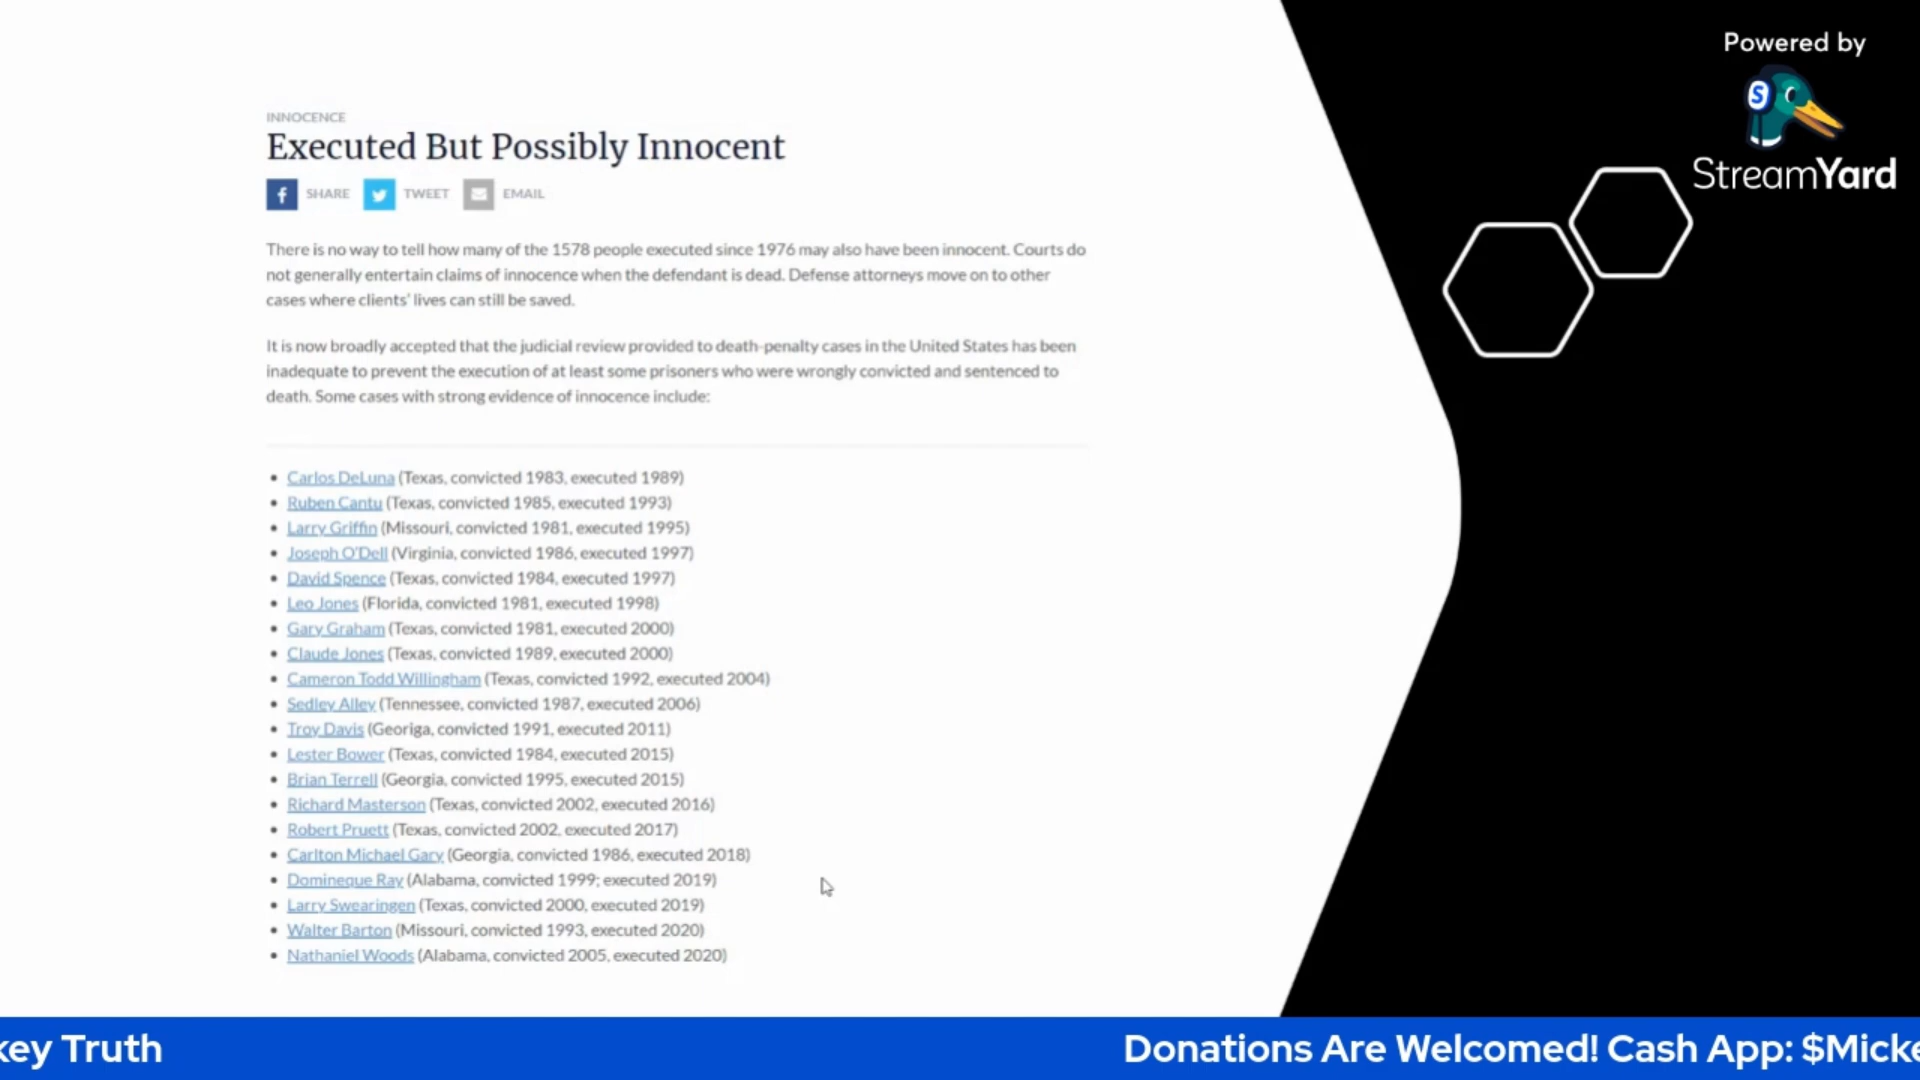 Powered by
StreamYard
INNOCENCE
Executed But Possibly Innocent
SHARE TWEET EMAIL
There is no way to tell how many of the 1578 people executed since 1976 may also have been innocent. Courts do
not generally entertain claims of innocence when the defendant is dead. Defense attorneys move on to other
cases where clients' lives can still be saved.
It is now broadly accepted that the judicial review provided to death-penalty cases in the United States has been
inadequate to prevent the execution of at least some prisoners who were wrongly convicted and sentenced to
death. Some cases with strong evidence of innocence include:
Carlos DeLuna (Texas, convicted 1983, executed 1989)
Ruben Cantu (Texas, convicted 1985, executed 1993)
Larry Griffin (Missouri, convicted 1981, executed 1995)
Joseph O'Dell (Virginia, convicted 1986, executed 1997)
David Spence (Texas, convicted 1984, executed 1997)
Leo Jones (Florida, convicted 1981, executed 1998)
Gary Graham (Texas, convicted 1981, executed 2000)
Claude Jones (Texas, convicted 1989, executed 2000)
Cameron Todd Willingham (Texas, convicted 1992, executed 2004)
Sedley Alley (Tennessee, convicted 1987, executed 2006)
Troy Davis (Georiga, convicted 1991, executed 2011)
Lester Bower (Texas, convicted 1984, executed 2015)
Brian Terrell (Georgia, convicted 1995, executed 2015)
Richard Masterson (Texas, convicted 2002, executed 2016)
Robert Pruett (Texas, convicted 2002, executed 2017)
Carlton Michael Gary (Georgia, convicted 1986, executed 2018)
Domineque Ray (Alabama, convicted 1999; executed 2019)
Larry Swearingen (Texas, convicted 2000, executed 2019)
Walter Barton (Missouri, convicted 1993, executed 2020)
Nathaniel Woods (Alabama, convicted 2005, executed 2020)
key Truth Donations Are Welcomed! Cash App: $Micke